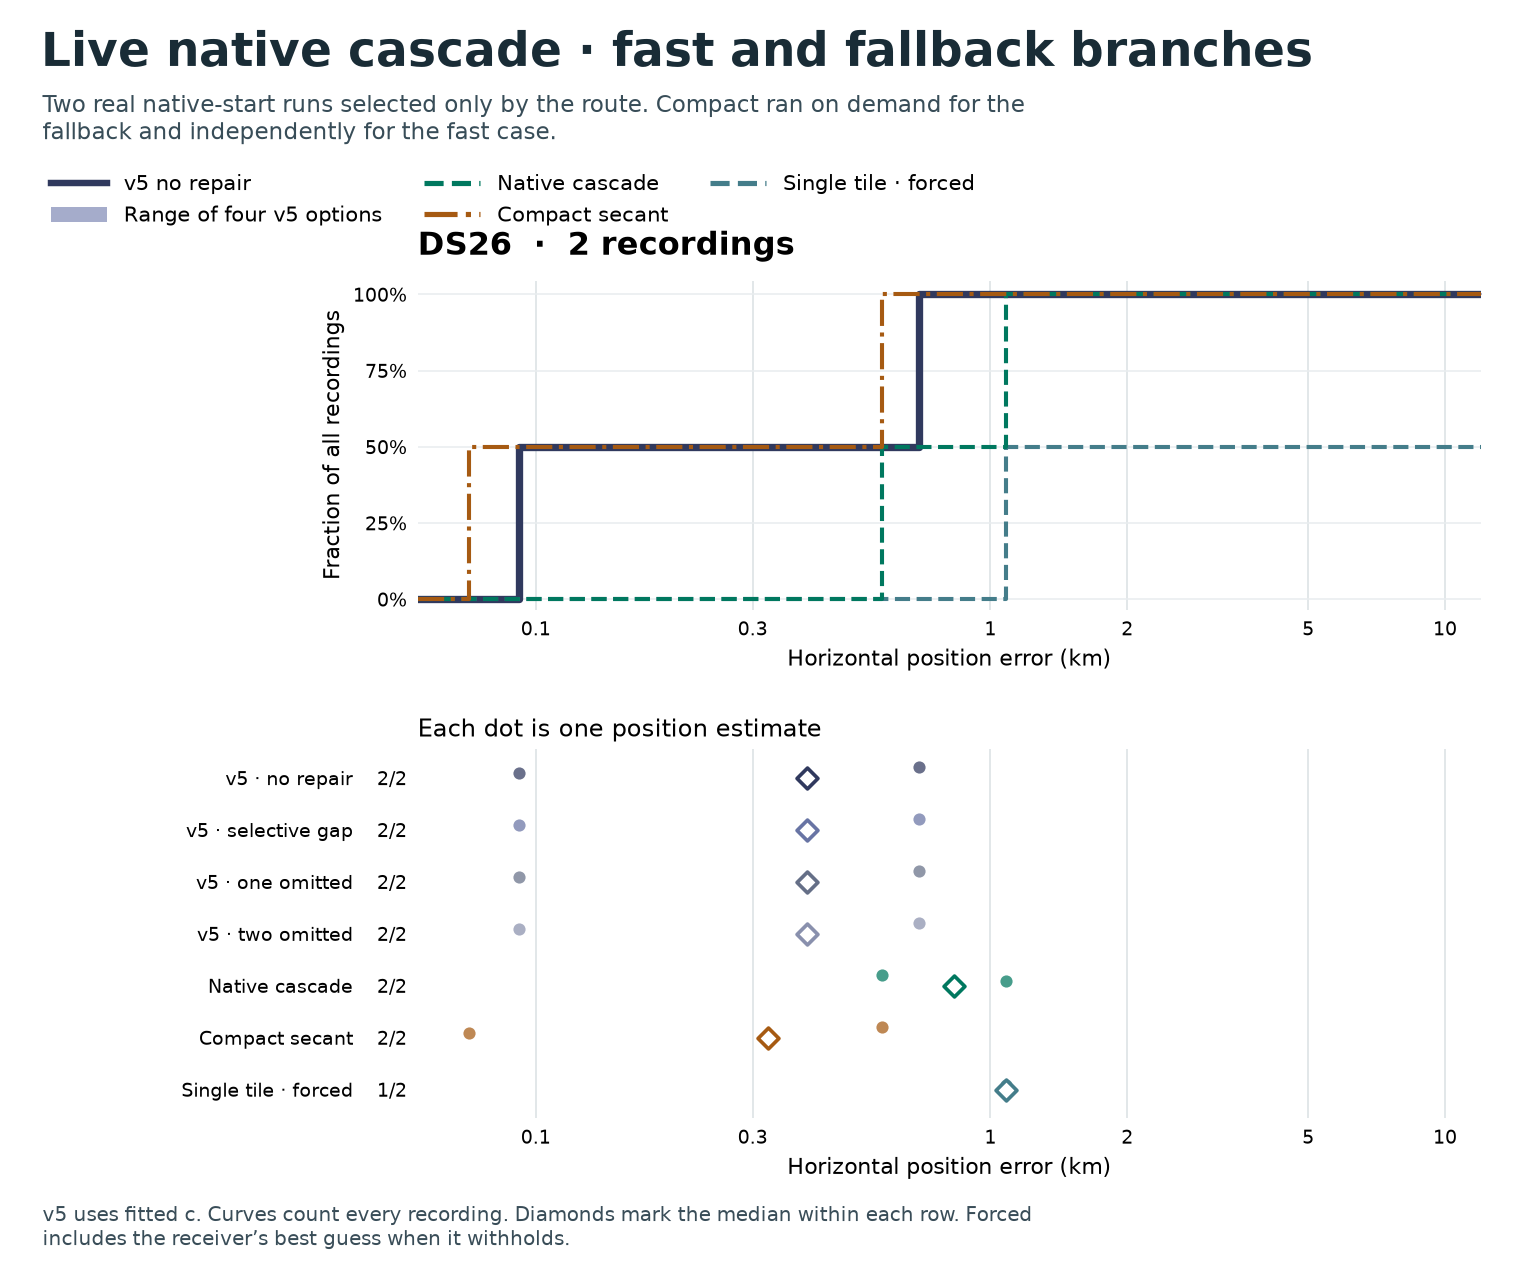 Live native cascade · fast and fallback branches
Two real native-start runs selected only by the route. Compact ran on demand for the
fallback and independently for the fast case.
v5 no repair
Native cascade
Single tile · forced
Range of four v5 options
Compact secant
DS26 · 2 recordings
Fraction of all recordings
100%
75%
50%
25%
0%
0.1
0.3
1
2
5
10
Horizontal position error (km)
Each dot is one position estimate
v5 · no repair 2/2
v5 · selective gap 2/2
v5 · one omitted 2/2
v5 · two omitted 2/2
Native cascade 2/2
Compact secant 2/2
Single tile · forced 1/2
0.1
0.3
1
2
5
10
Horizontal position error (km)
v5 uses fitted c. Curves count every recording. Diamonds mark the median within each row. Forced
includes the receiver’s best guess when it withholds.